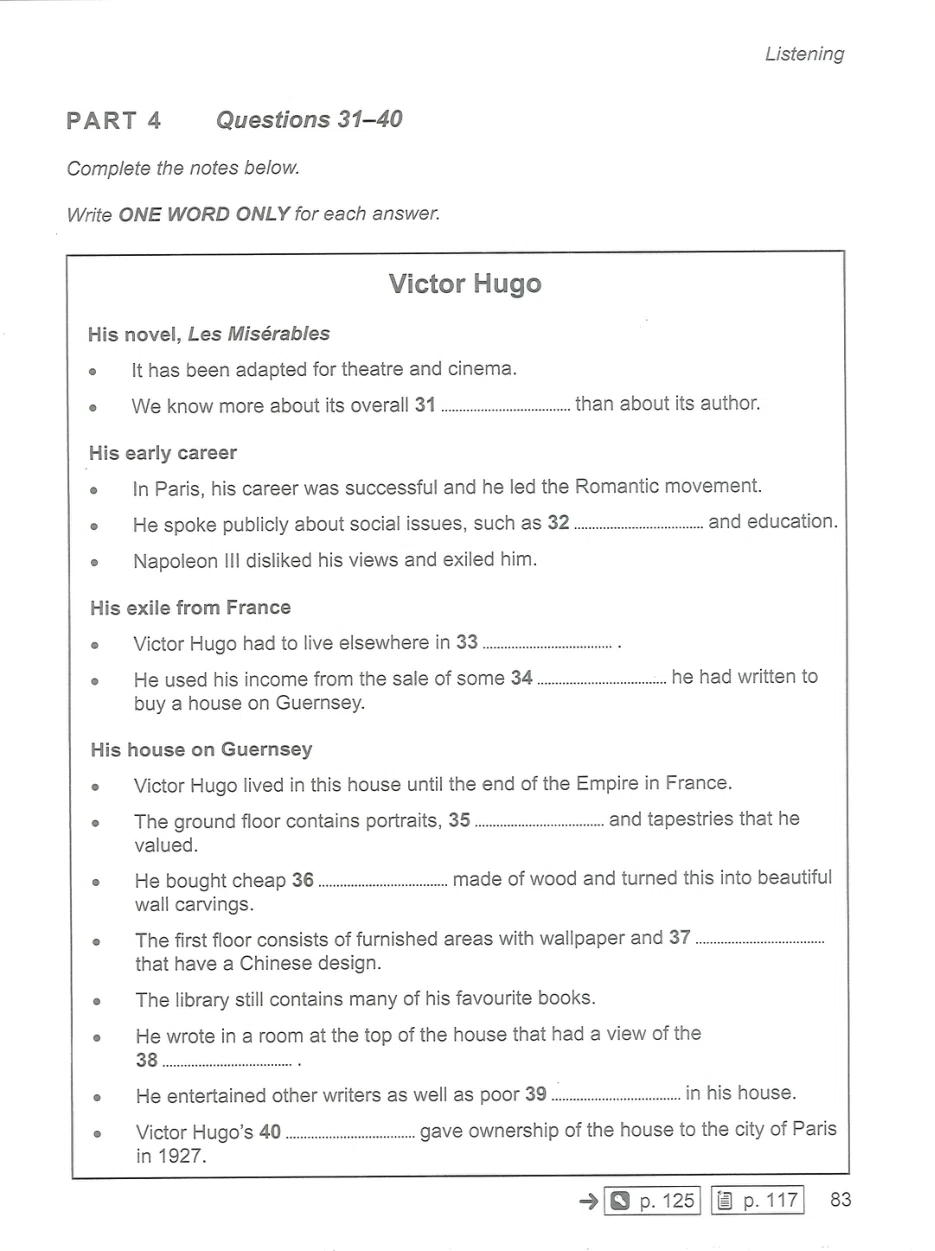 Listening
PART 4 Questions 31–40
Complete the notes below.
Write ONE WORD ONLY for each answer.
Victor Hugo
His novel, Les Misérables
• It has been adapted for theatre and cinema.
• We know more about its overall 31 .................................... than about its author.
His early career
• In Paris, his career was successful and he led the Romantic movement.
• He spoke publicly about social issues, such as 32 .................................... and education.
• Napoleon III disliked his views and exiled him.
His exile from France
• Victor Hugo had to live elsewhere in 33 .................................... .
• He used his income from the sale of some 34 .................................... he had written to
buy a house on Guernsey.
His house on Guernsey
• Victor Hugo lived in this house until the end of the Empire in France.
• The ground floor contains portraits, 35 .................................... and tapestries that he
valued.
• He bought cheap 36 .................................... made of wood and turned this into beautiful
wall carvings.
• The first floor consists of furnished areas with wallpaper and 37 ....................................
that have a Chinese design.
• The library still contains many of his favourite books.
• He wrote in a room at the top of the house that had a view of the
38 .................................... .
• He entertained other writers as well as poor 39 .................................... in his house.
• Victor Hugo's 40 .................................... gave ownership of the house to the city of Paris
in 1927.
→ p. 125 p. 117 83